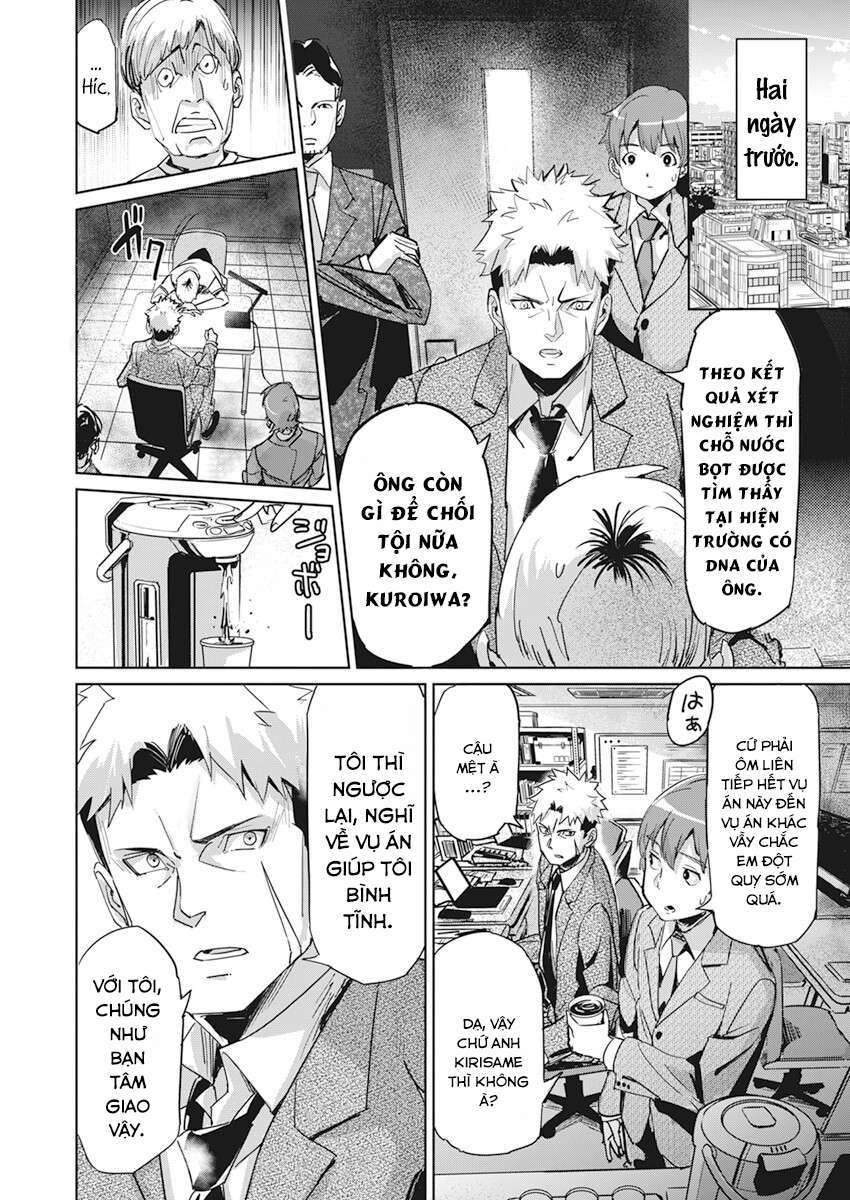 Hai
ngày
trước.
THEO KẾT
QUẢ XÉT
NGHIỆM THÌ
CHỖ NƯỚC
BỌT ĐƯỢC
TÌM THẤY
TẠI HIỆN
TRƯỜNG CÓ
DNA CỦA
ÔNG.
ÔNG CÒN
GÌ ĐỂ CHỐI
TỘI NỮA
KHÔNG,
KUROIWA?
...
HÍC.
ガク
ジョボボー
はぁ
CỨ PHẢI
ÔM LIÊN
TIẾP HẾT VỤ
ÁN NÀY ĐẾN
VỤ ÁN KHÁC
VẦY CHẮC
EM ĐỘT
QUỴ SỚM
QUÁ.
CẬU
MỆT À
...?
DẠ, VẬY
CHỨ ANH
KIRISAME
THÌ KHÔNG
À?
TÔI THÌ
NGƯỢC
LẠI, NGHĨ
VỀ VỤ ÁN
GIÚP TÔI
BÌNH
TĨNH.
VỚI TÔI,
CHÚNG
NHƯ
BẠN
TÂM
GIAO
VẬY.